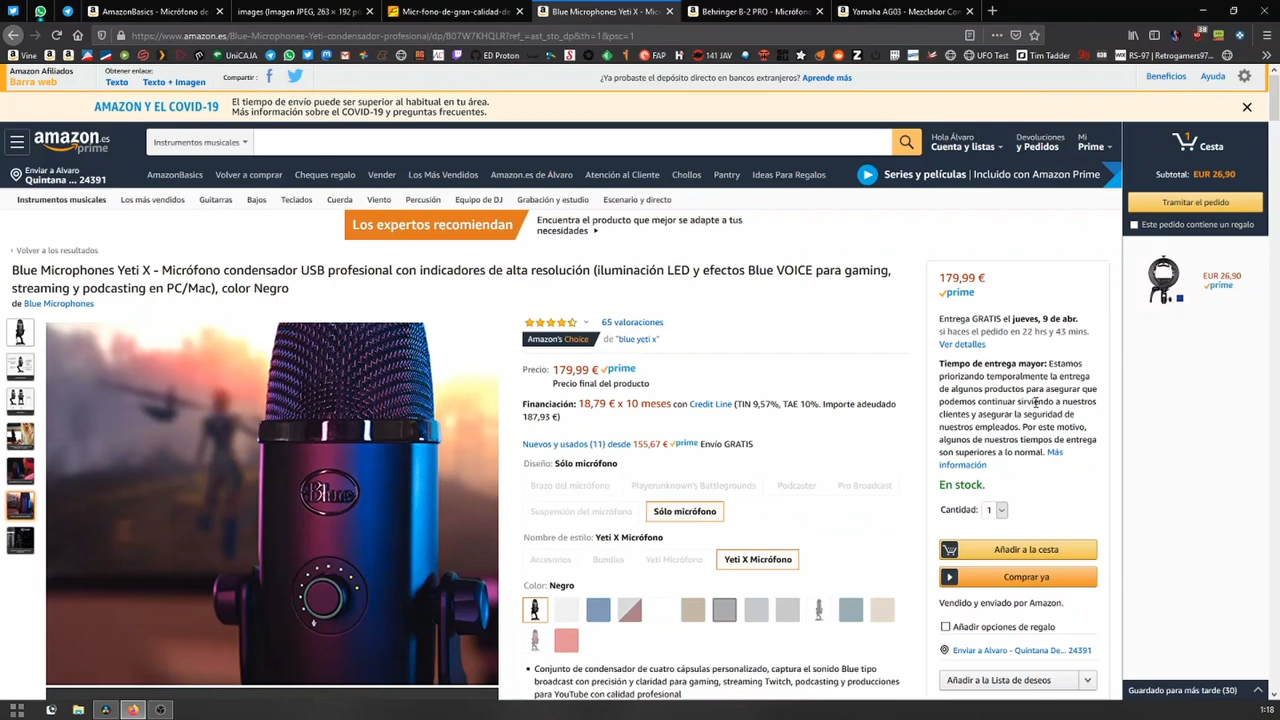 AmazonBasics - Micrófono de
images (Imagen JPEG, 263 × 192 p
Micr-fono-de-gran-calidad-de
Blue Microphones Yeti X - Micr
Behringer B-2 PRO - Micrófono
Yamaha AG03 - Mezclador Con
https://www.amazon.es/Blue-Microphones-Yeti-condensador-profesional/dp/B07W7KHQLR?ref_=ast_sto_dp&th=1&psc=1
Vine
UniCAJA
ED Proton
FAP
141 JAV
UFO Test
Tim Tadder
RS-97 | Retrogamers97...
Amazon Afiliados
Barra web
Obtener enlace:
Texto
Texto + Imagen
Compartir :
¿Ya probaste el depósito direct en bancos extranjeros? Aprende más
Beneficios
Ayuda
AMAZON Y EL COVID-19
El tiempo de envío puede ser superior al habitual en tu área.
Más información sobre el COVID-19 y preguntas frecuentes.
amazon.es
prime
Instrumentos musicales
Hola Álvaro
Cuenta y listas
Devoluciones
y Pedidos
Mi
Prime
1
Cesta
Enviar a Alvaro
Quintana ... 24391
AmazonBasics
Volver a comprar
Cheques regalo
Vender
Los Más Vendidos
Amazon.es de Álvaro
Atención al Cliente
Chollos
Pantry
Ideas Para Regalos
Series y películas | Incluido con Amazon Prime
Subtotal: EUR 26,90
Tramitar el pedido
Este pedido contiene un regalo
EUR 26,90
prime
Instrumentos musicales
Los más vendidos
Guitarras
Bajos
Teclados
Cuerda
Viento
Percusión
Equipo de DJ
Grabación y estudio
Escenario y directo
Los expertos recomiendan
Encuentra el producto que mejor se adapte a tus
necesidades
‹ Volver a los resultados
Blue Microphones Yeti X - Micrófono condensador USB profesional con indicadores de alta resolución (iluminación LED y efectos Blue VOICE para gaming,
streaming y podcasting en PC/Mac), color Negro
de Blue Microphones
BLUE
65 valoraciones
Amazon's Choice
de "blue yeti x"
Precio: 179,99 € prime
Precio final del producto
Financiación: 18,79 € x 10 meses con Credit Line (TIN 9,57%, TAE 10%. Importe adeudado
187,93 €)
Nuevos y usados (11) desde 155,67 € prime Envío GRATIS
Diseño: Sólo micrófono
Brazo del micrófono
Playerunknown's Battlegrounds
Podcaster
Pro Broadcast
Suspensión del micrófono
Sólo micrófono
Nombre de estilo: Yeti X Micrófono
Accesorios
Bundles
Yeti Micrófono
Yeti X Micrófono
Color: Negro
• Conjunto de condensador de cuatro cápsulas personalizado, captura el sonido Blue tipo
broadcast con precisión y claridad para gaming, streaming Twitch, podcasting y producciones
para YouTube con calidad profesional
179,99 €
prime
Entrega GRATIS el jueves, 9 de abr.
si haces el pedido en 22 hrs y 43 mins.
Ver detalles
Tiempo de entrega mayor: Estamos
priorizando temporalmente la entrega
de algunos productos para asegurar que
podemos continuar sirviendo a nuestros
clientes y asegurar la seguridad de
nuestros empleados. Por este motivo,
algunos de nuestros tiempos de entrega
son superiores a lo normal. Más
información
En stock.
Cantidad: 1
Añadir a la cesta
Comprar ya
Vendido y enviado por Amazon.
Añadir opciones de regalo
Enviar a Alvaro - Quintana De... 24391
Añadir a la Lista de deseos
Guardado para más tarde (30)
1:18